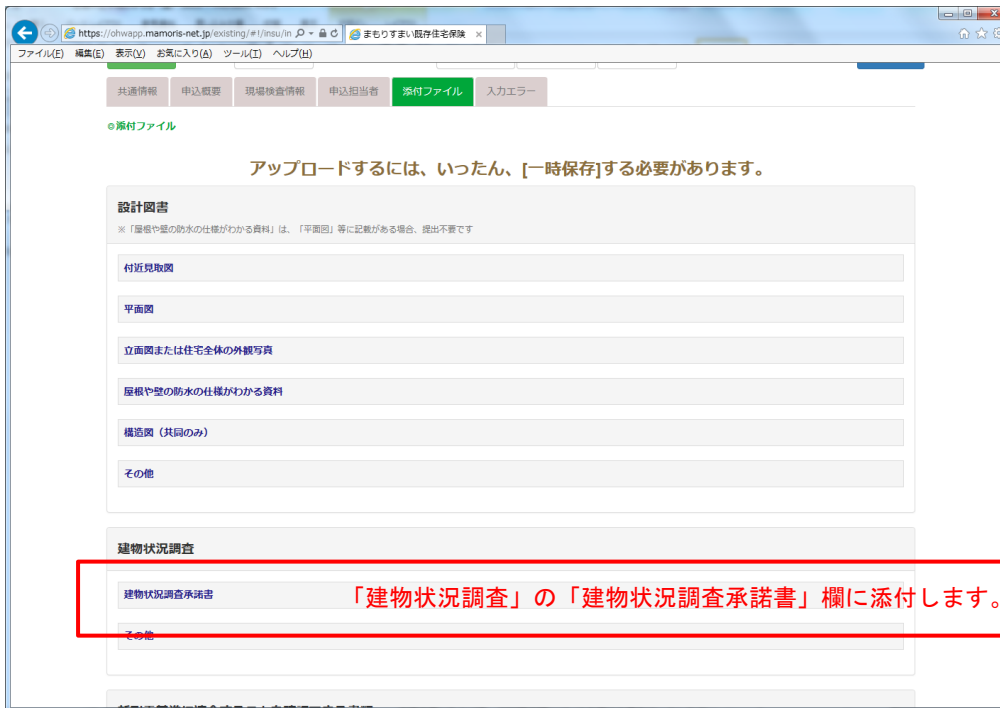 https://ohwapp.mamoris-net.jp/existing/#!/insu/in
まもりすまい既存住宅保険
ファイル(F) 編集(E) 表示(V) お気に入り(A) ツール(T) ヘルプ(H)
共通情報 申込概要 現場検査情報 申込担当者 添付ファイル 入力エラー
添付ファイル
アップロードするには、いったん、[一時保存]する必要があります。
設計図書
※「屋根や壁の防水の仕様がわかる資料」は、「平面図」等に記載がある場合、提出不要です
付近見取図
平面図
立面図または住宅全体の外観写真
屋根や壁の防水の仕様がわかる資料
構造図（共同のみ）
その他
建物状況調査
建物状況調査承諾書
「建物状況調査」の「建物状況調査承諾書」欄に添付します。
その他